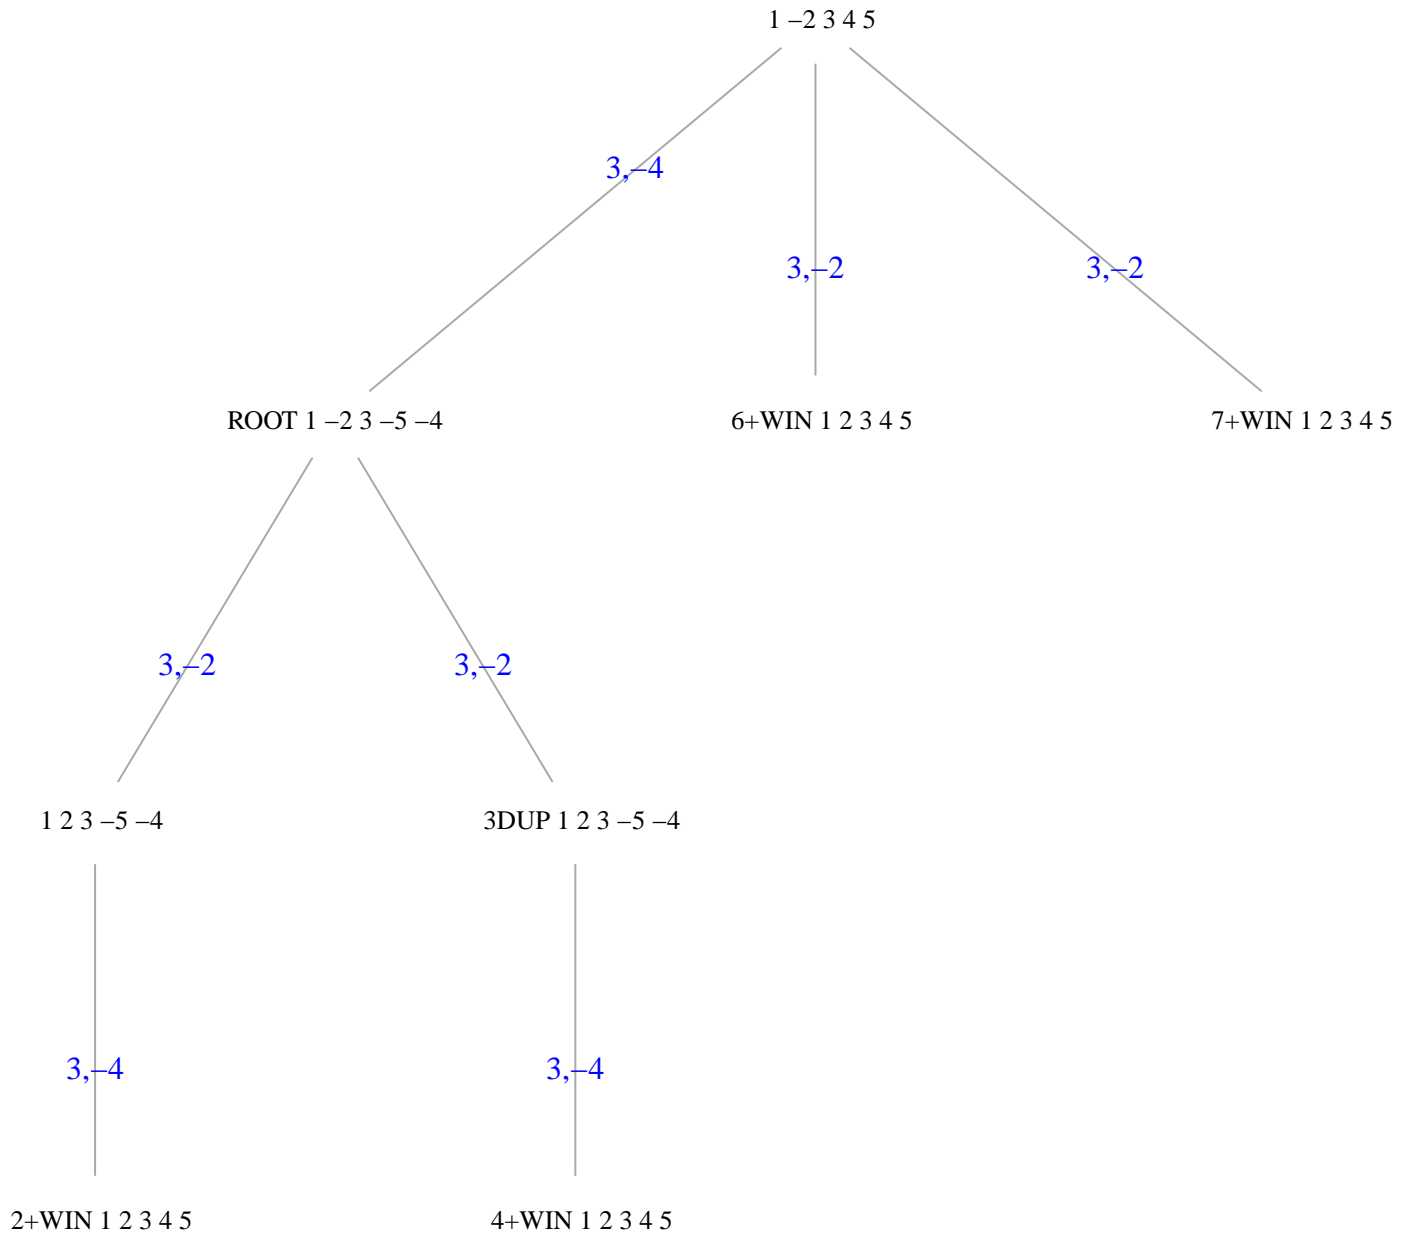 1 –2 3 4 5
3,–4
3,–2
3,–2
ROOT 1 –2 3 –5 –4
6+WIN 1 2 3 4 5
7+WIN 1 2 3 4 5
3,–2
3,–2
1 2 3 –5 –4
3DUP 1 2 3 –5 –4
3,–4
3,–4
2+WIN 1 2 3 4 5
4+WIN 1 2 3 4 5